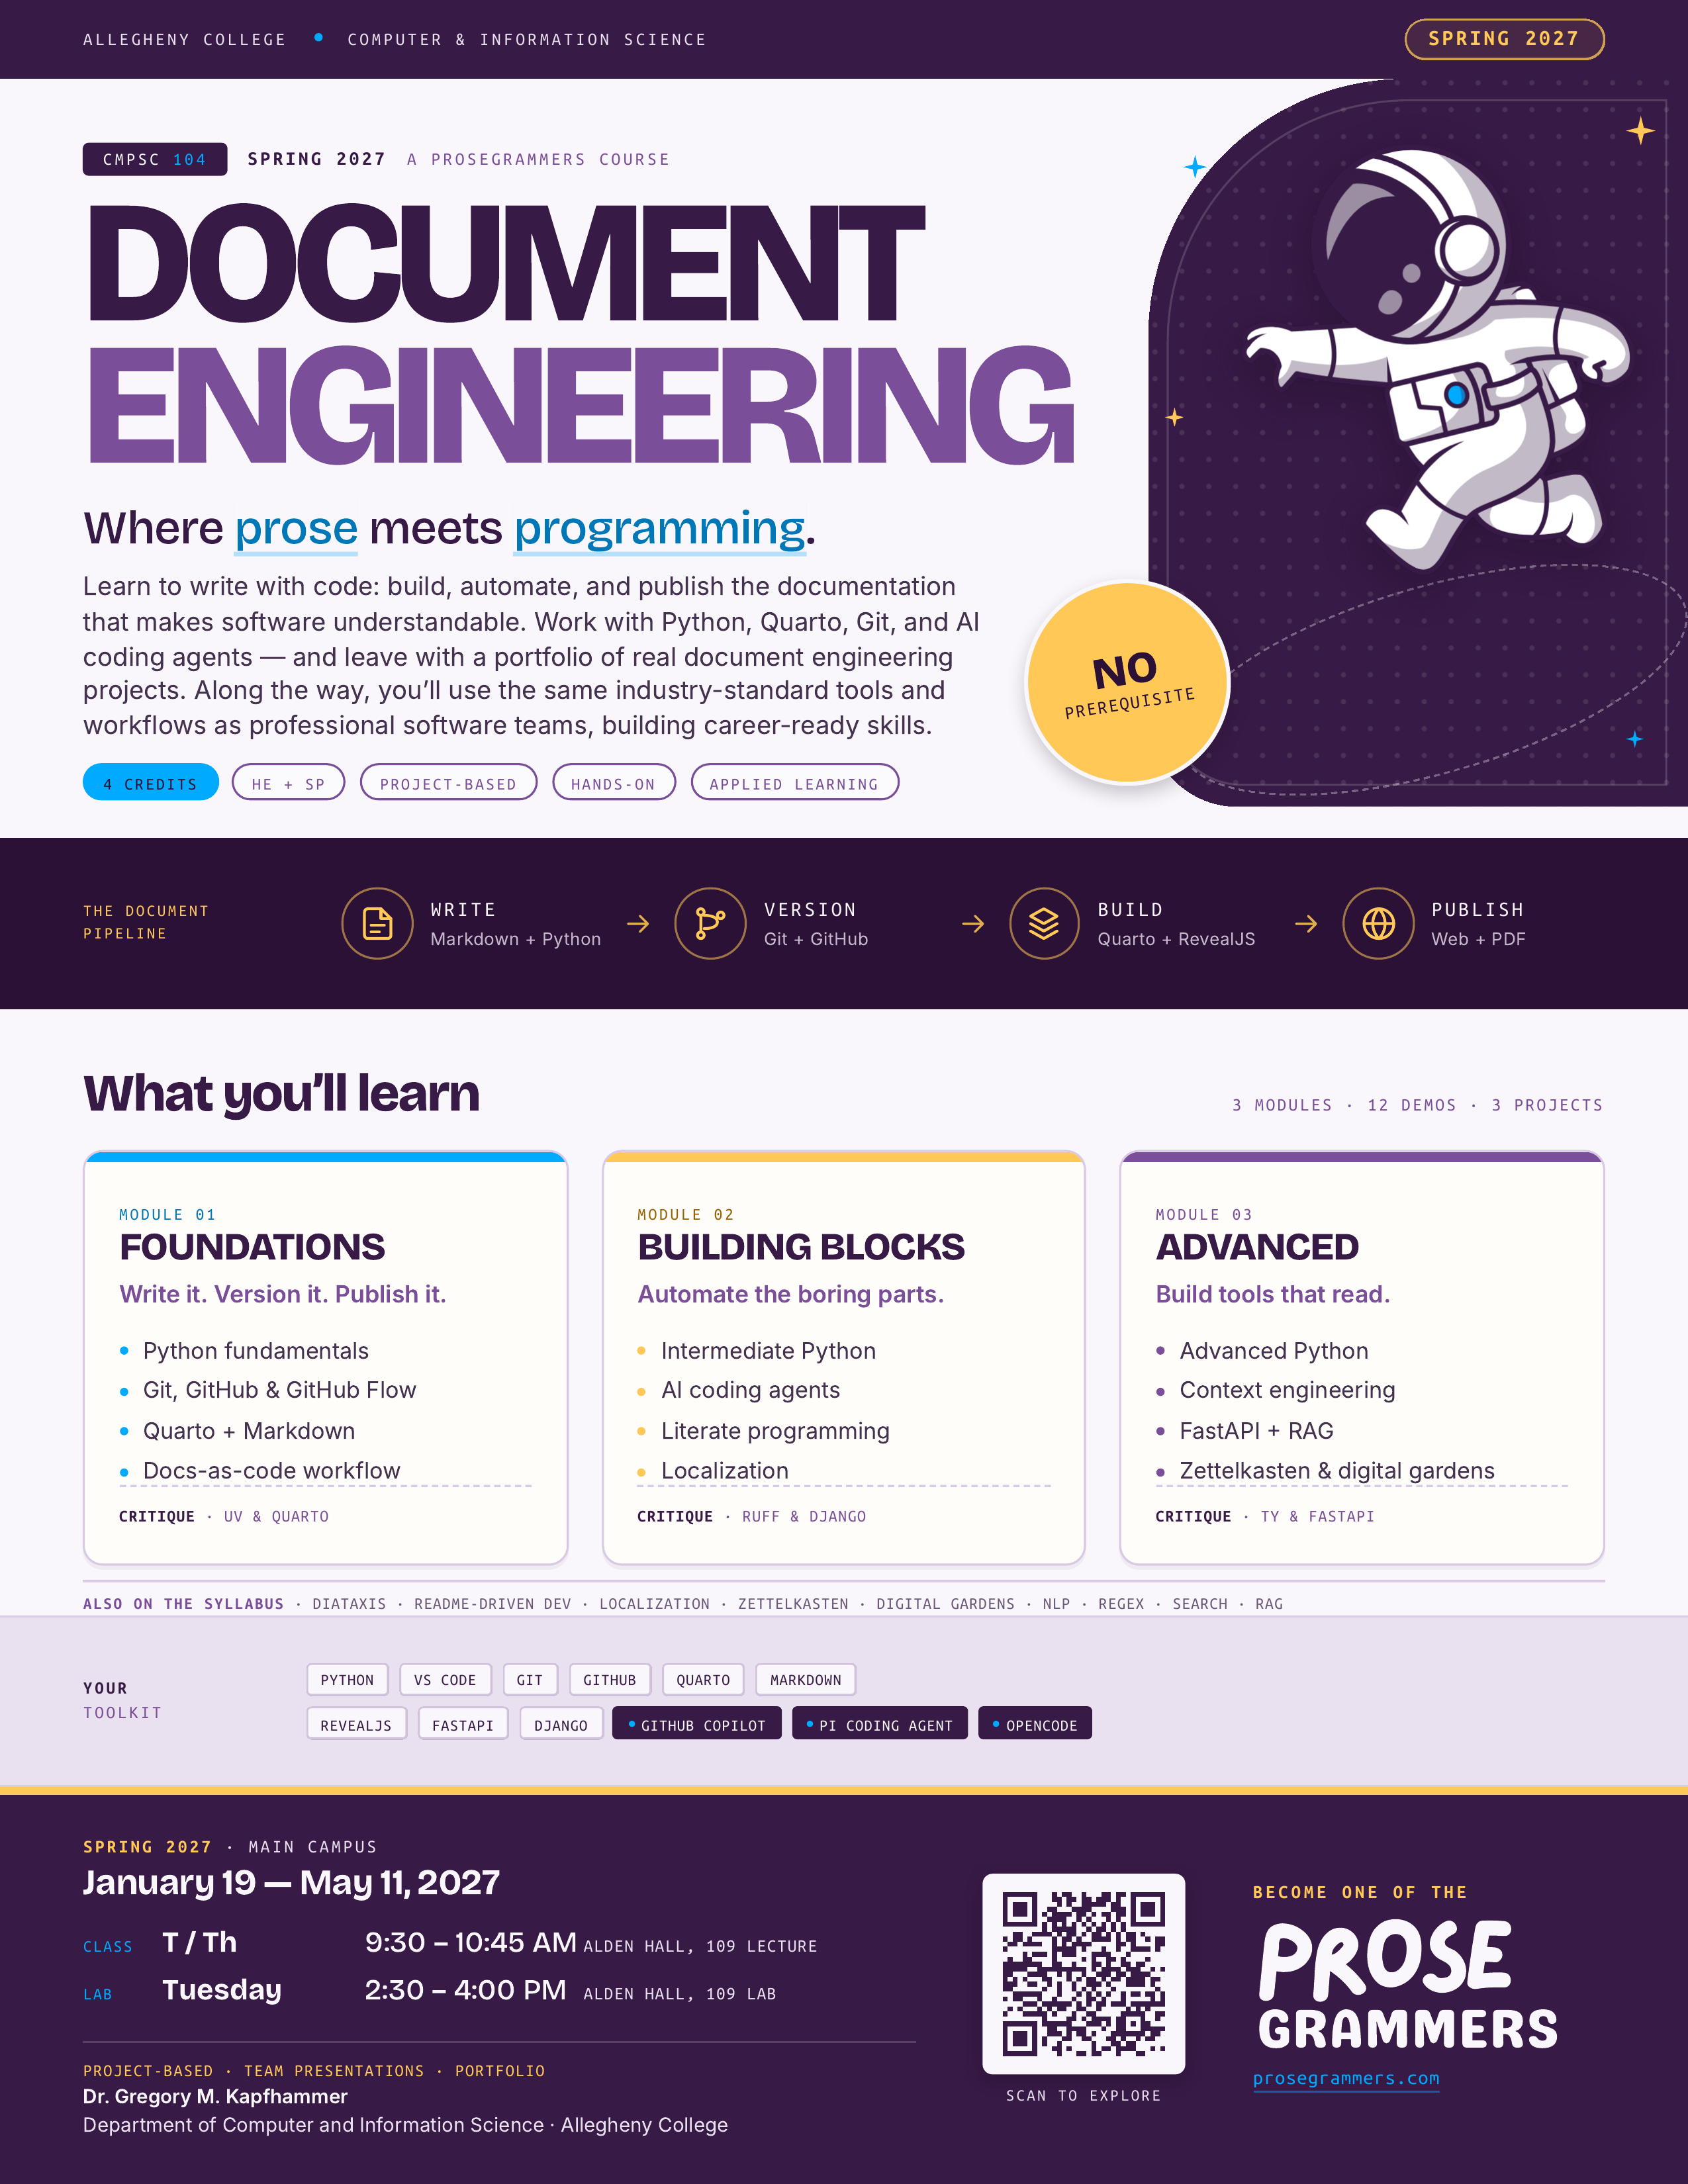 ALLEGHENY COLLEGE • COMPUTER & INFORMATION SCIENCE
SPRING 2027
CMPSC 104 SPRING 2027 A PROSEGRAMMERS COURSE
DOCUMENT
ENGINEERING
Where prose meets programming.
Learn to write with code: build, automate, and publish the documentation
that makes software understandable. Work with Python, Quarto, Git, and AI
coding agents — and leave with a portfolio of real document engineering
projects. Along the way, you’ll use the same industry-standard tools and
workflows as professional software teams, building career-ready skills.
NO
PREREQUISITE
4 CREDITS HE + SP PROJECT-BASED HANDS-ON APPLIED LEARNING
THE DOCUMENT
PIPELINE
WRITE
Markdown + Python
→
VERSION
Git + GitHub
→
BUILD
Quarto + RevealJS
→
PUBLISH
Web + PDF
What you’ll learn
3 MODULES · 12 DEMOS · 3 PROJECTS
MODULE 01
FOUNDATIONS
Write it. Version it. Publish it.
• Python fundamentals
• Git, GitHub & GitHub Flow
• Quarto + Markdown
• Docs-as-code workflow
CRITIQUE · UV & QUARTO
MODULE 02
BUILDING BLOCKS
Automate the boring parts.
• Intermediate Python
• AI coding agents
• Literate programming
• Localization
CRITIQUE · RUFF & DJANGO
MODULE 03
ADVANCED
Build tools that read.
• Advanced Python
• Context engineering
• FastAPI + RAG
• Zettelkasten & digital gardens
CRITIQUE · TY & FASTAPI
ALSO ON THE SYLLABUS · DIATAXIS · README-DRIVEN DEV · LOCALIZATION · ZETTELKASTEN · DIGITAL GARDENS · NLP · REGEX · SEARCH · RAG
YOUR
TOOLKIT
PYTHON VS CODE GIT GITHUB QUARTO MARKDOWN
REVEALJS FASTAPI DJANGO • GITHUB COPILOT • PI CODING AGENT • OPENCODE
SPRING 2027 · MAIN CAMPUS
January 19 — May 11, 2027
CLASS T / Th 9:30 – 10:45 AM ALDEN HALL, 109 LECTURE
LAB Tuesday 2:30 – 4:00 PM ALDEN HALL, 109 LAB
PROJECT-BASED · TEAM PRESENTATIONS · PORTFOLIO
Dr. Gregory M. Kapfhammer
Department of Computer and Information Science · Allegheny College
SCAN TO EXPLORE
BECOME ONE OF THE
PROSE
GRAMMERS
prosegrammers.com